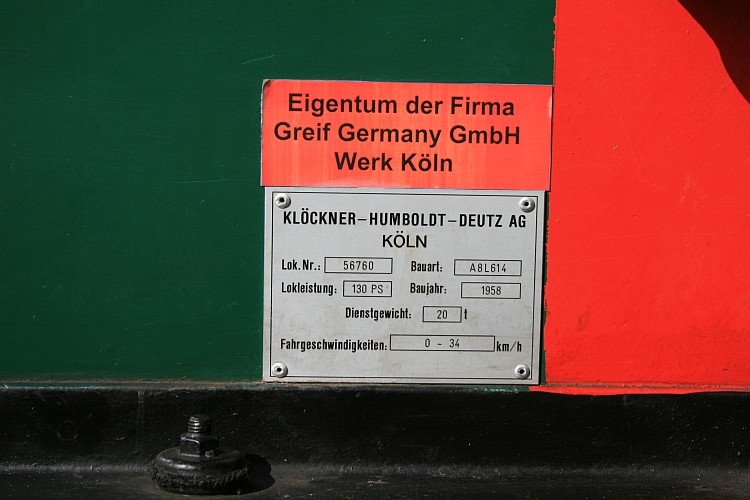 Eigentum der Firma
Greif Germany GmbH
Werk Köln
KLÖCKNER-HUMBOLDT-DEUTZ AG
KÖLN
Lok.Nr.: 56760 Bauart: A8L614
Lokleistung: 130 PS Baujahr: 1958
Dienstgewicht: 20 t
Fahrgeschwindigkeiten: 0 - 34 km/h